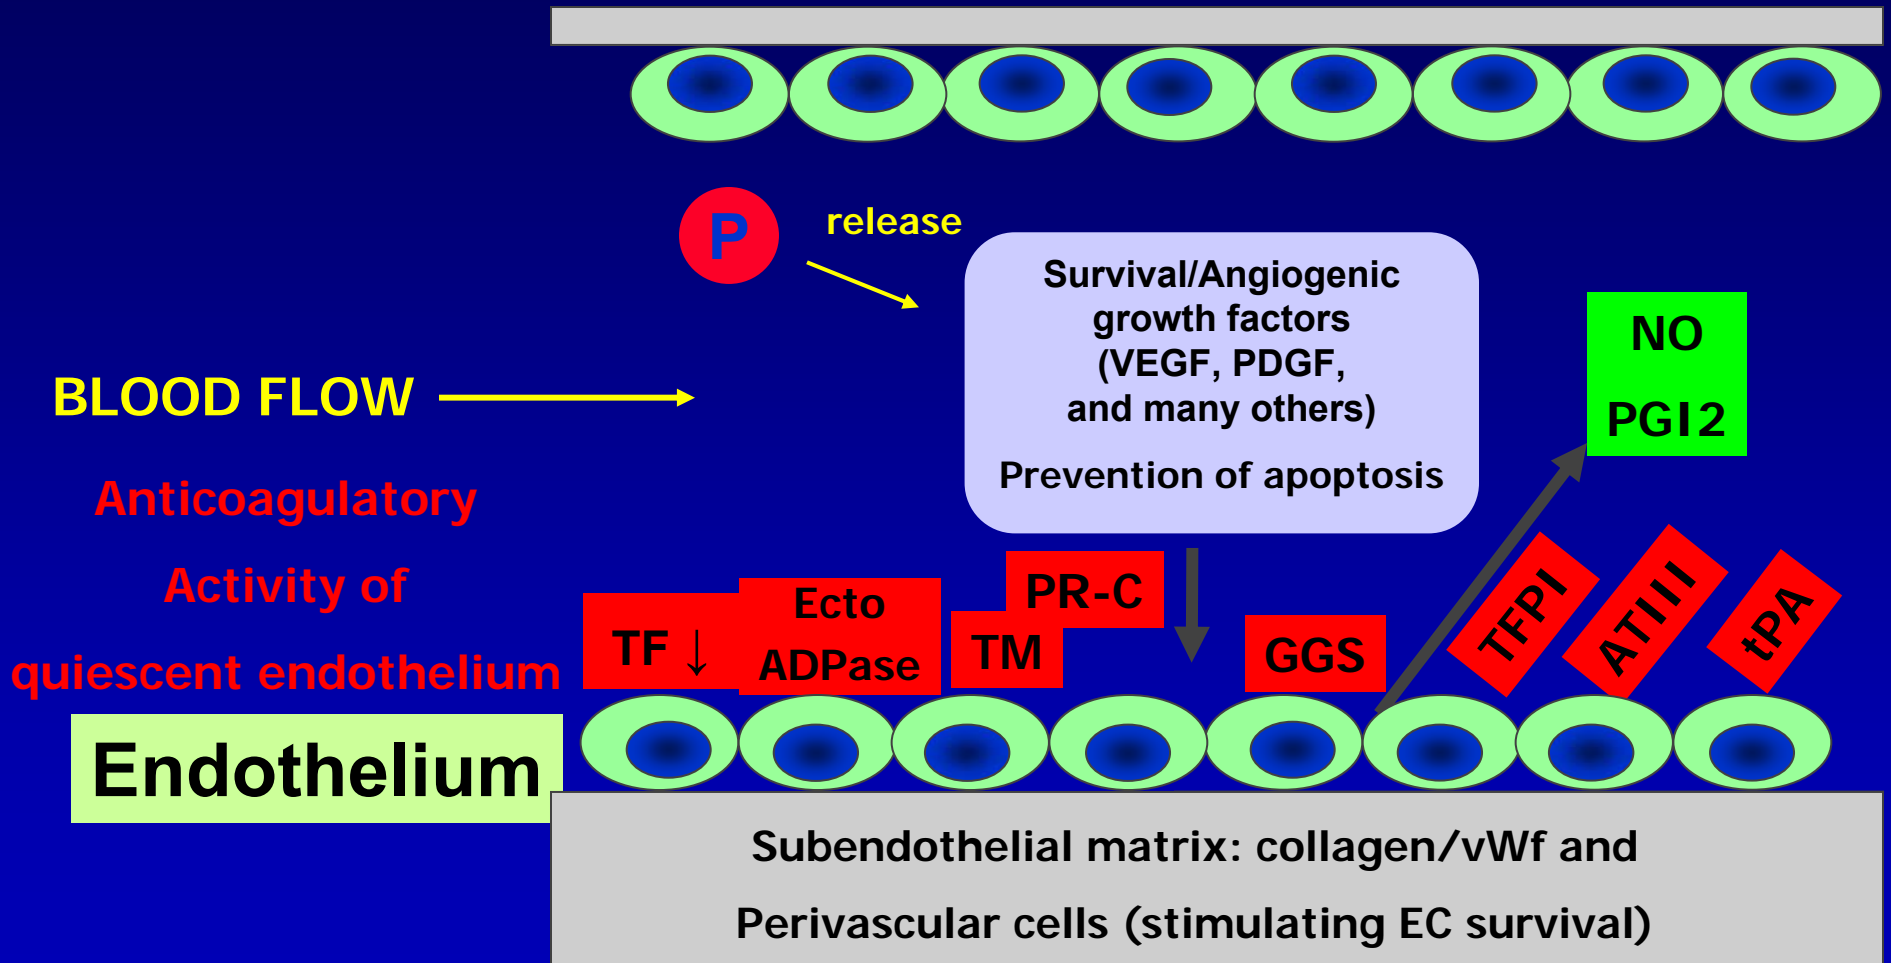 P
release
Survival/Angiogenic
growth factors
(VEGF, PDGF,
and many others)
Prevention of apoptosis
NO
PGI2
BLOOD FLOW
Anticoagulatory
Activity of
quiescent endothelium
TF ↓
Ecto
ADPase
PR-C
TM
GGS
TFPI
ATIII
tPA
Endothelium
Subendothelial matrix: collagen/vWf and
Perivascular cells (stimulating EC survival)